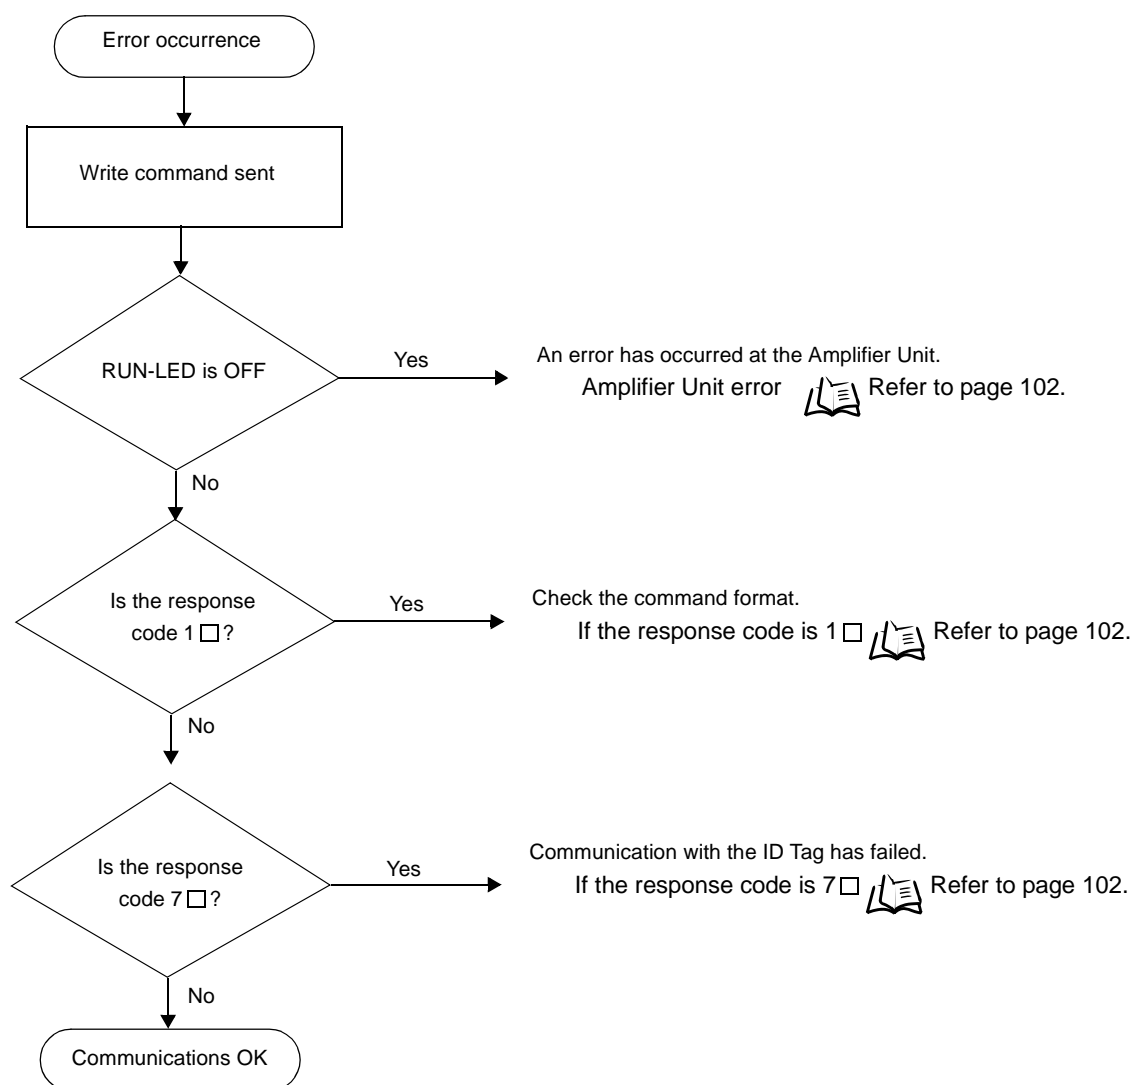 Error occurrence
Write command sent
RUN-LED is OFF
Yes
An error has occurred at the Amplifier Unit.
Amplifier Unit error Refer to page 102.
No
Is the response
code 1 □ ?
Yes
Check the command format.
If the response code is 1 □ Refer to page 102.
No
Is the response
code 7 □ ?
Yes
Communication with the ID Tag has failed.
If the response code is 7 □ Refer to page 102.
No
Communications OK